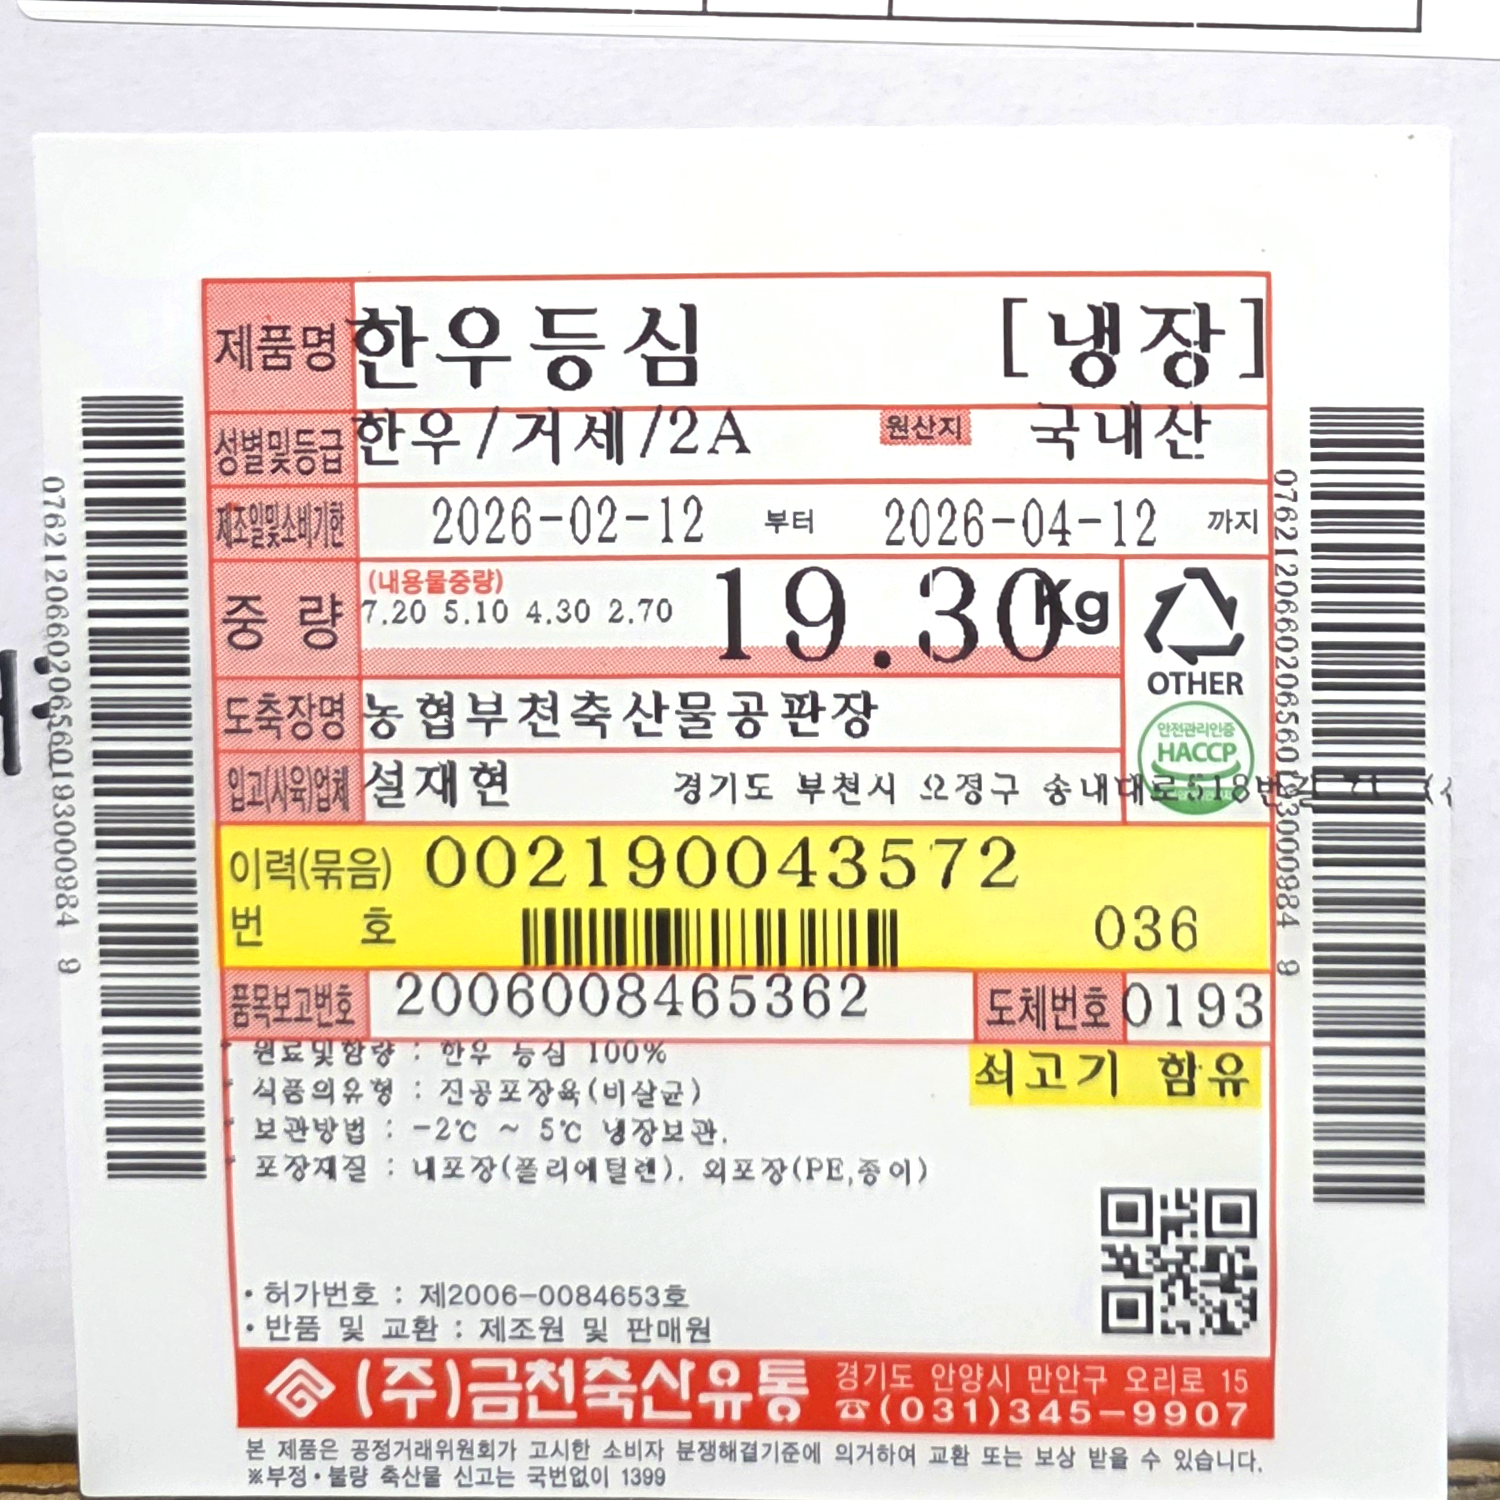 제품명 한우등심 [냉장]
성별및등급 한우/거세/2A 원산지 국내산
제조일및소비기한 2026-02-12 부터 2026-04-12 까지
중 량 (내용물중량) 7.20 5.10 4.30 2.70 19.30 Kg
OTHER
도축장명 농협부천축산물공판장
안전관리인증
HACCP
입고(사육)업체 설재현 경기도 부천시 오정구 송내대로518번길 71
이력(묶음) 002190043572
번 호 036
품목보고번호 2006008465362 도체번호 0193
원료및함량 : 한우 등심 100%
쇠고기 함유
식품의유형 : 진공포장육(비살균)
보관방법 : -2℃ ~ 5℃ 냉장보관.
포장재질 : 내포장(폴리에틸렌). 외포장(PE,종이)
· 허가번호 : 제2006-0084653호
· 반품 및 교환 : 제조원 및 판매원
(주)금천축산유통 경기도 안양시 만안구 오리로 15
☎(031)345-9907
본 제품은 공정거래위원회가 고시한 소비자 분쟁해결기준에 의거하여 교환 또는 보상 받을 수 있습니다.
※부정·불량 축산물 신고는 국번없이 1399